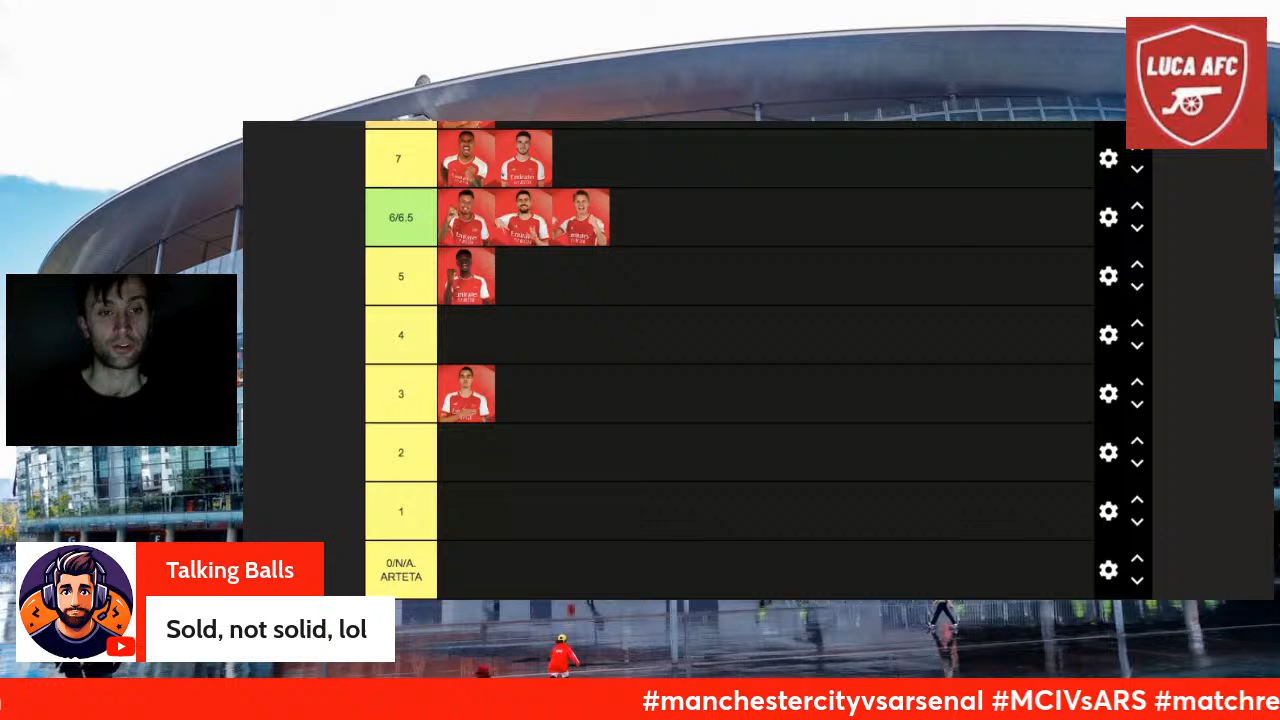 LUCA AFC
7
6/6.5
5
4
3
2
1
0/N/A.
ARTETA
Talking Balls
Sold, not solid, lol
#manchestercityvsarsenal #MCIVsARS #matchre